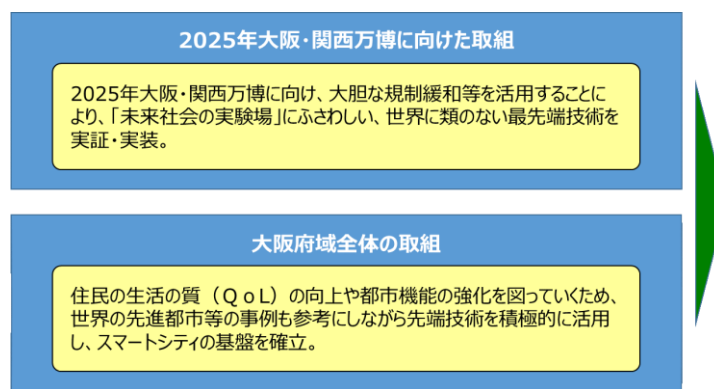 2025年大阪・関西万博に向けた取組
2025年大阪・関西万博に向け、大胆な規制緩和等を活用することに
より、「未来社会の実験場」にふさわしい、世界に類のない最先端技術を
実証・実装。
大阪府域全体の取組
住民の生活の質（ＱｏＬ）の向上や都市機能の強化を図っていくため、
世界の先進都市等の事例も参考にしながら先端技術を積極的に活用
し、スマートシティの基盤を確立。